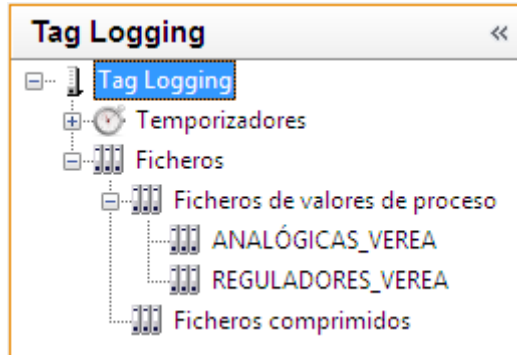 Tag Logging
Tag Logging
Temporizadores
Ficheros
Ficheros de valores de proceso
ANALÓGICAS_VEREA
REGULADORES_VEREA
Ficheros comprimidos